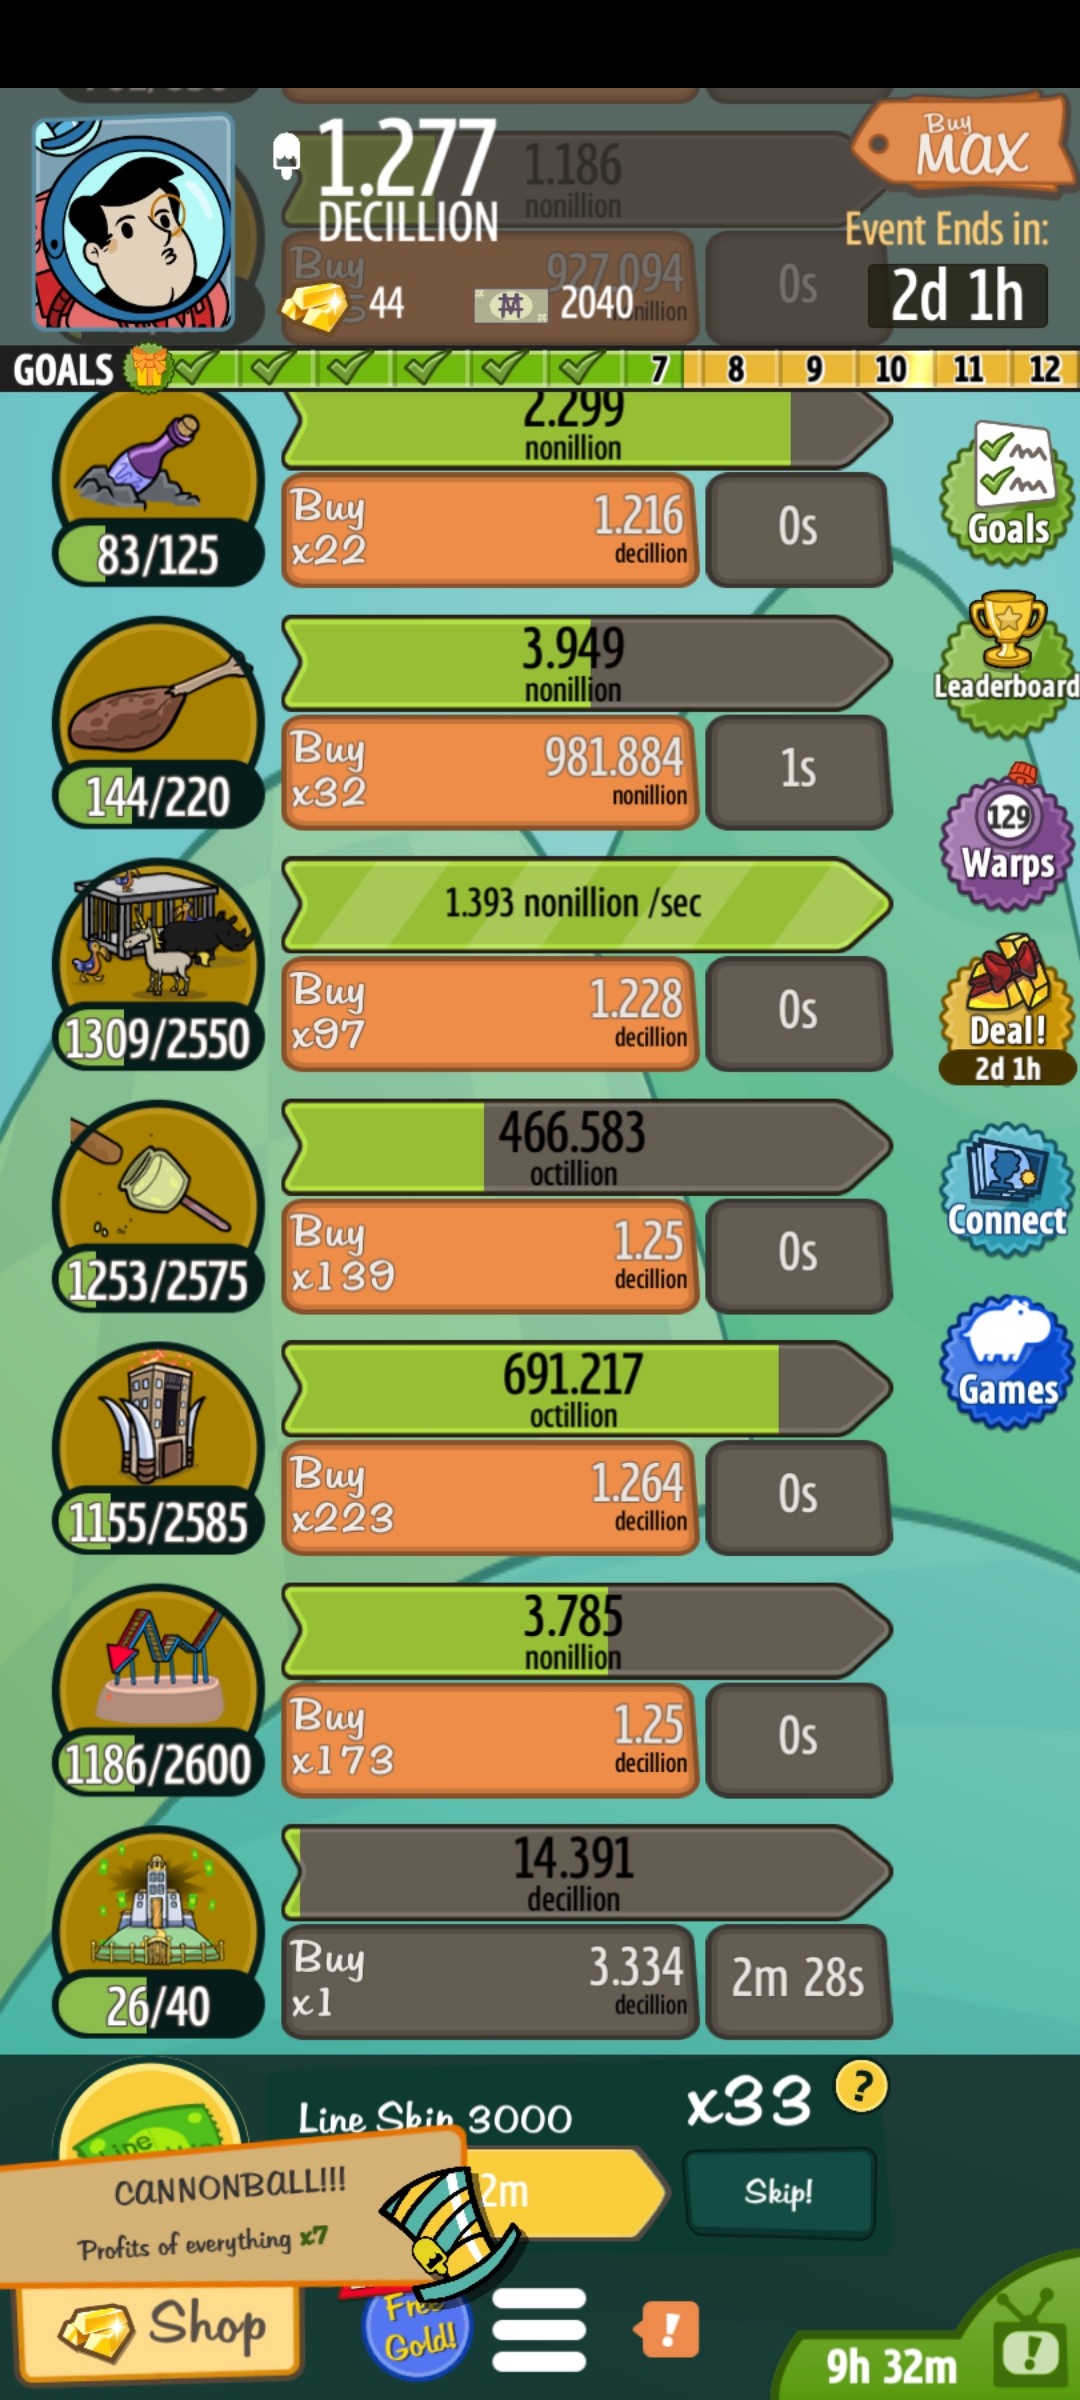 1.277
DECILLION
1.186
nonillion
Buy
MAX
Event Ends in:
2d 1h
Buy
927.094
nillion
0s
44
2040
GOALS
7
8
9
10
11
12
2.299
nonillion
83/125
Buy
x22
1.216
decillion
0s
Goals
3.949
nonillion
144/220
Buy
x32
981.884
nonillion
1s
Leaderboard
129
Warps
1.393 nonillion /sec
1309/2550
Buy
x97
1.228
decillion
0s
Deal!
2d 1h
466.583
octillion
1253/2575
Buy
x139
1.25
decillion
0s
Connect
691.217
octillion
1155/2585
Buy
x223
1.264
decillion
0s
Games
3.785
nonillion
1186/2600
Buy
x173
1.25
decillion
0s
14.391
decillion
26/40
Buy
x1
3.334
decillion
2m 28s
Line Skip 3000
x33
?
Line
2m
Skip!
CANNONBALL!!!
Profits of everything x7
Shop
Free
Gold!
!
9h 32m
!